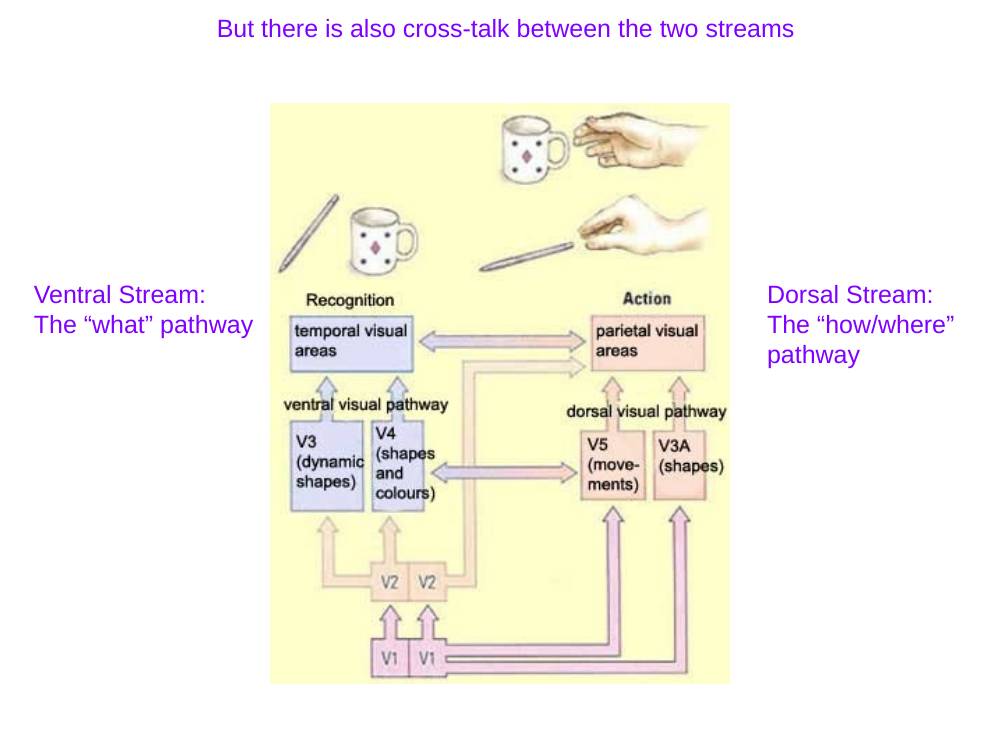 But there is also cross-talk between the two streams
Ventral Stream:
The “what” pathway
Recognition
temporal visual
areas
ventral visual pathway
V3
(dynamic
shapes)
V4
(shapes
and
colours)
V2
V2
V1
V1
Action
parietal visual
areas
dorsal visual pathway
V5
(move-
ments)
V3A
(shapes)
Dorsal Stream:
The “how/where”
pathway